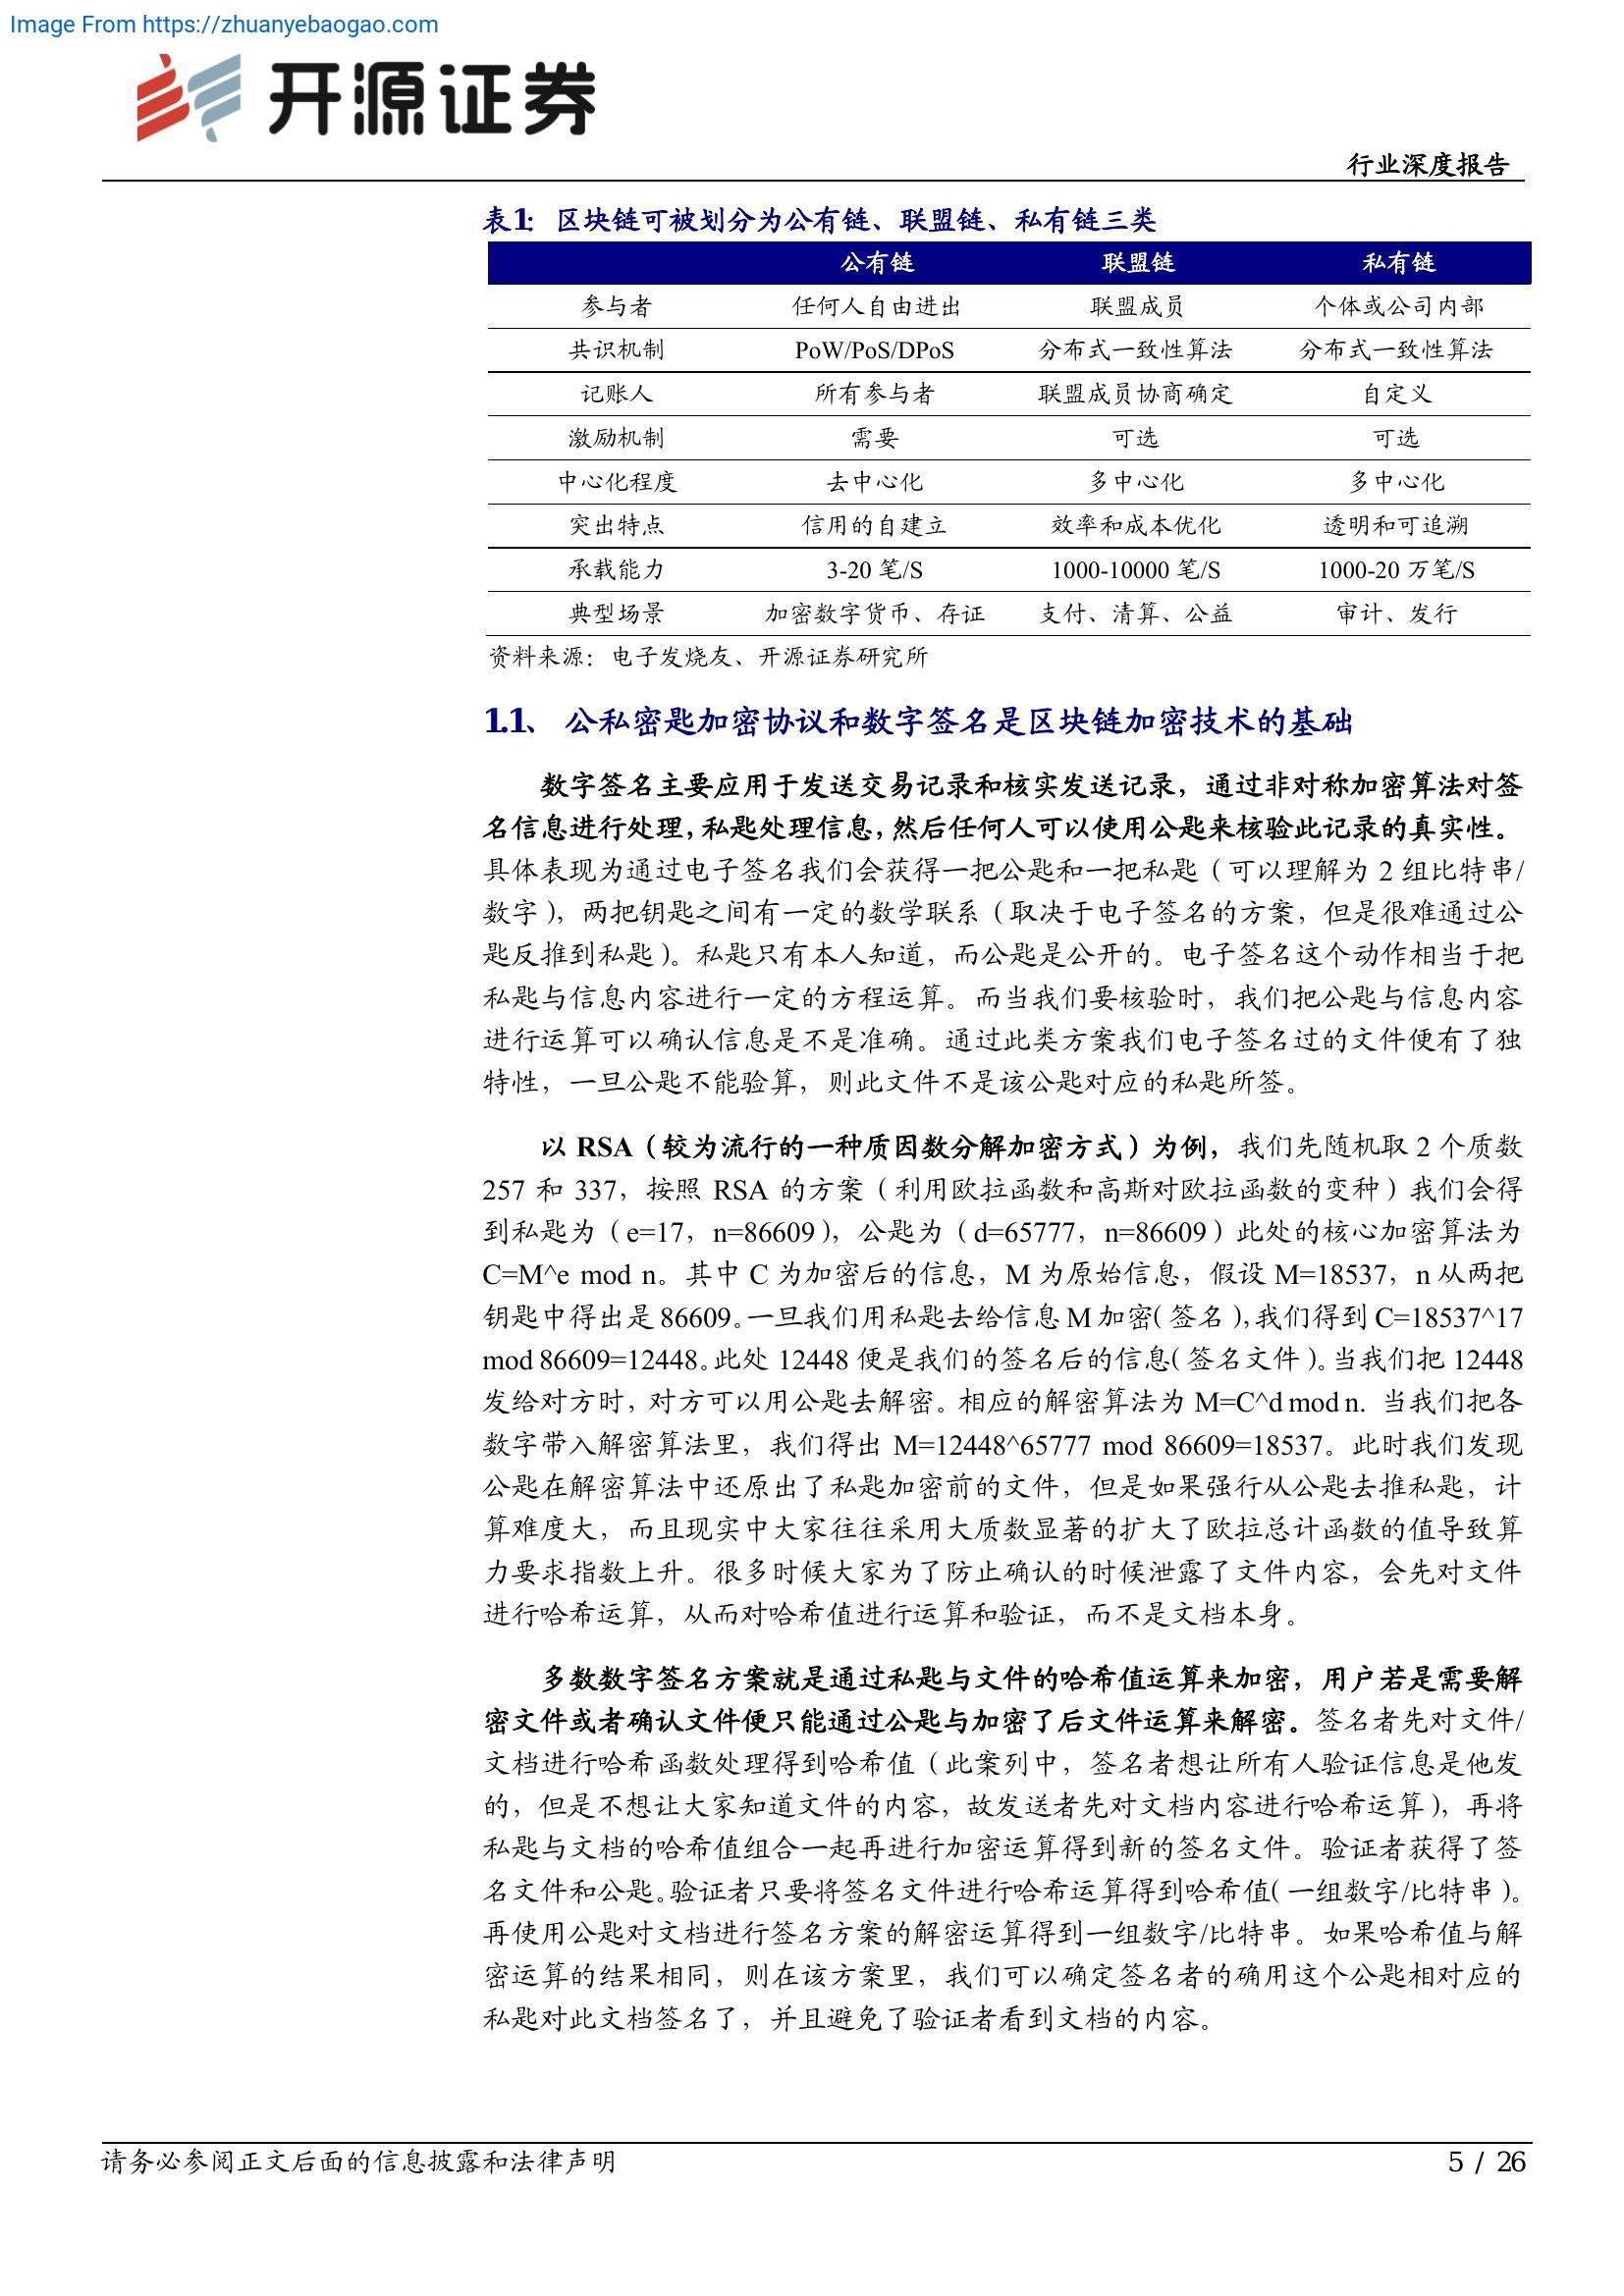 Image From https://zhuanyebaogao.com
开源证券
行业深度报告
表1: 区块链可被划分为公有链、联盟链、私有链三类
公有链 联盟链 私有链
参与者 任何人自由进出 联盟成员 个体或公司内部
共识机制 PoW/PoS/DPoS 分布式一致性算法 分布式一致性算法
记账人 所有参与者 联盟成员协商确定 自定义
激励机制 需要 可选 可选
中心化程度 去中心化 多中心化 多中心化
突出特点 信用的自建立 效率和成本优化 透明和可追溯
承载能力 3-20 笔/S 1000-10000 笔/S 1000-20 万笔/S
典型场景 加密数字货币、存证 支付、清算、公益 审计、发行
资料来源：电子发烧友、开源证券研究所
1.1、 公私密匙加密协议和数字签名是区块链加密技术的基础
数字签名主要应用于发送交易记录和核实发送记录，通过非对称加密算法对签
名信息进行处理，私匙处理信息，然后任何人可以使用公匙来核验此记录的真实性。
具体表现为通过电子签名我们会获得一把公匙和一把私匙（可以理解为 2 组比特串/
数字），两把钥匙之间有一定的数学联系（取决于电子签名的方案，但是很难通过公
匙反推到私匙）。私匙只有本人知道，而公匙是公开的。电子签名这个动作相当于把
私匙与信息内容进行一定的方程运算。而当我们要核验时，我们把公匙与信息内容
进行运算可以确认信息是不是准确。通过此类方案我们电子签名过的文件便有了独
特性，一旦公匙不能验算，则此文件不是该公匙对应的私匙所签。
以 RSA（较为流行的一种质因数分解加密方式）为例，我们先随机取 2 个质数
257 和 337，按照 RSA 的方案（利用欧拉函数和高斯对欧拉函数的变种）我们会得
到私匙为（e=17，n=86609），公匙为（d=65777，n=86609）此处的核心加密算法为
C=M^e mod n。其中 C 为加密后的信息，M 为原始信息，假设 M=18537，n 从两把
钥匙中得出是 86609。一旦我们用私匙去给信息 M 加密（签名），我们得到 C=18537^17
mod 86609=12448。此处 12448 便是我们的签名后的信息（签名文件）。当我们把 12448
发给对方时，对方可以用公匙去解密。相应的解密算法为 M=C^d mod n. 当我们把各
数字带入解密算法里，我们得出 M=12448^65777 mod 86609=18537。此时我们发现
公匙在解密算法中还原出了私匙加密前的文件，但是如果强行从公匙去推私匙，计
算难度大，而且现实中大家往往采用大质数显著的扩大了欧拉总计函数的值导致算
力要求指数上升。很多时候大家为了防止确认的时候泄露了文件内容，会先对文件
进行哈希运算，从而对哈希值进行运算和验证，而不是文档本身。
多数数字签名方案就是通过私匙与文件的哈希值运算来加密，用户若是需要解
密文件或者确认文件便只能通过公匙与加密了后文件运算来解密。签名者先对文件/
文档进行哈希函数处理得到哈希值（此案列中，签名者想让所有人验证信息是他发
的，但是不想让大家知道文件的内容，故发送者先对文档内容进行哈希运算），再将
私匙与文档的哈希值组合一起再进行加密运算得到新的签名文件。验证者获得了签
名文件和公匙。验证者只要将签名文件进行哈希运算得到哈希值（一组数字/比特串）。
再使用公匙对文档进行签名方案的解密运算得到一组数字/比特串。如果哈希值与解
密运算的结果相同，则在该方案里，我们可以确定签名者的确用这个公匙相对应的
私匙对此文档签名了，并且避免了验证者看到文档的内容。
请务必参阅正文后面的信息披露和法律声明 5 / 26